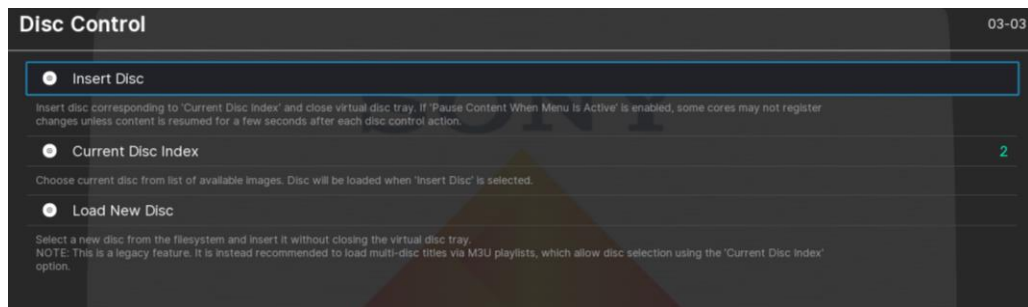 Disc Control
03-03
Insert Disc
Insert disc corresponding to 'Current Disc Index' and close virtual disc tray. If 'Pause Content When Menu Is Active' is enabled, some cores may not register
changes unless content is resumed for a few seconds after each disc control action.
SONY
Current Disc Index
2
Choose current disc from list of available images. Disc will be loaded when 'Insert Disc' is selected.
Load New Disc
Select a new disc from the filesystem and insert it without closing the virtual disc tray.
NOTE: This is a legacy feature. It is instead recommended to load multi-disc titles via M3U playlists, which allow disc selection using the 'Current Disc Index'
option.